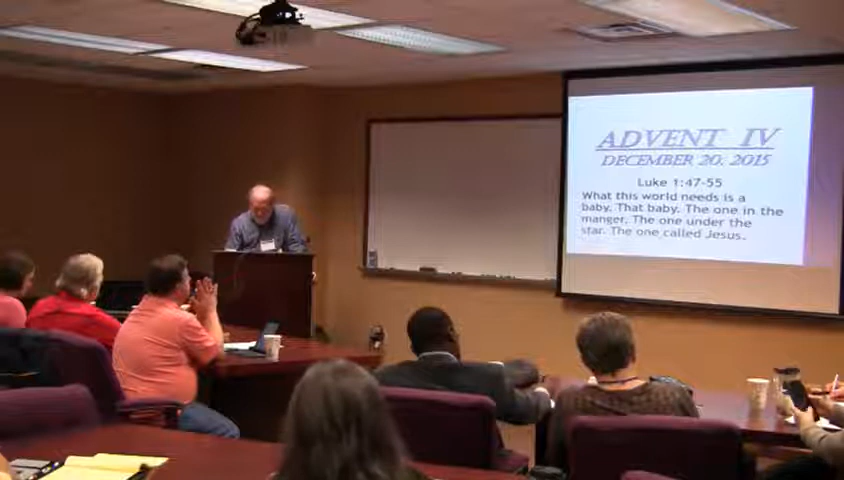 ADVENT IV
DECEMBER 20, 2015
Luke 1:47-55
What this world needs is a
baby. That baby. The one in the
manger. The one under the
star. The one called Jesus.